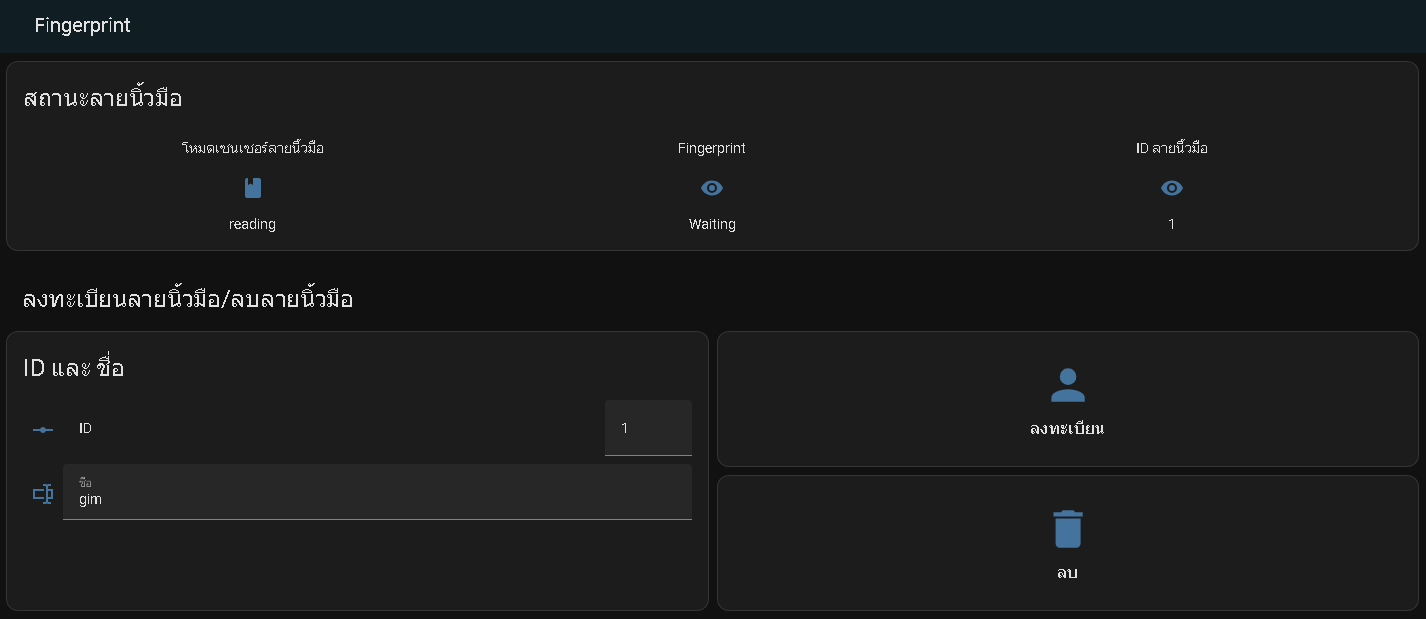 Fingerprint
สถานะลายนิ้วมือ
โหมดเซนเซอร์ลายนิ้วมือ
Fingerprint
ID ลายนิ้วมือ
reading
Waiting
1
ลงทะเบียนลายนิ้วมือ/ลบลายนิ้วมือ
ID และ ชื่อ
ID
1
ชื่อ
gim
ลงทะเบียน
ลบ